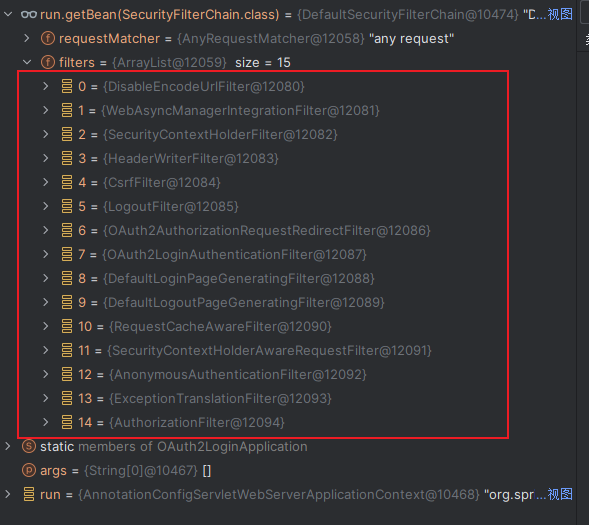 run.getBean(SecurityFilterChain.class) = {DefaultSecurityFilterChain@10474} "D...视图
requestMatcher = {AnyRequestMatcher@12058} "any request"
filters = {ArrayList@12059} size = 15
0 = {DisableEncodeUrlFilter@12080}
1 = {WebAsyncManagerIntegrationFilter@12081}
2 = {SecurityContextHolderFilter@12082}
3 = {HeaderWriterFilter@12083}
4 = {CsrfFilter@12084}
5 = {LogoutFilter@12085}
6 = {OAuth2AuthorizationRequestRedirectFilter@12086}
7 = {OAuth2LoginAuthenticationFilter@12087}
8 = {DefaultLoginPageGeneratingFilter@12088}
9 = {DefaultLogoutPageGeneratingFilter@12089}
10 = {RequestCacheAwareFilter@12090}
11 = {SecurityContextHolderAwareRequestFilter@12091}
12 = {AnonymousAuthenticationFilter@12092}
13 = {ExceptionTranslationFilter@12093}
14 = {AuthorizationFilter@12094}
static members of OAuth2LoginApplication
args = {String[0]@10467} []
run = {AnnotationConfigServletWebServerApplicationContext@10468} "org.spr...视图